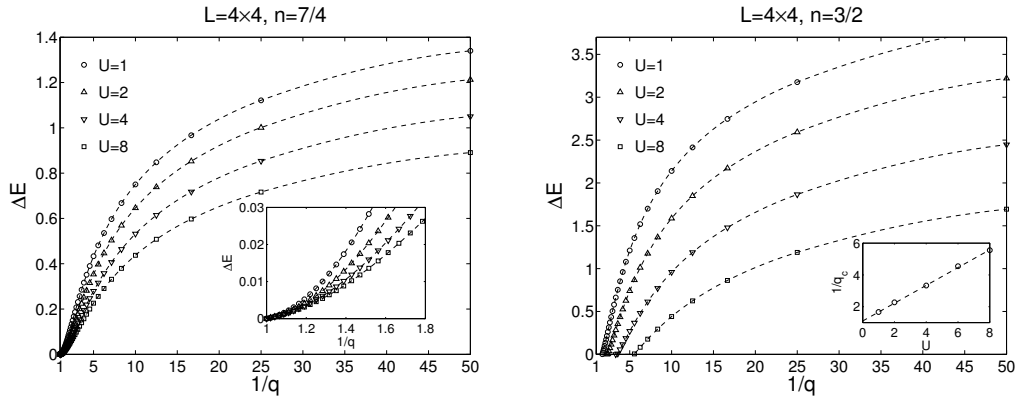 L=4×4, n=7/4
ΔE
1.4
1.2
1
0.8
0.6
0.4
0.2
0
U=1
U=2
U=4
U=8
ΔE
0.03
0.02
0.01
0
1 1.2 1.4 1.6 1.8
1/q
1 5 10 15 20 25 30 35 40 45 50
1/q
L=4×4, n=3/2
ΔE
3.5
3
2.5
2
1.5
1
0.5
0
U=1
U=2
U=4
U=8
1/qc
6
4
2
0 2 4 6 8
U
1 5 10 15 20 25 30 35 40 45 50
1/q